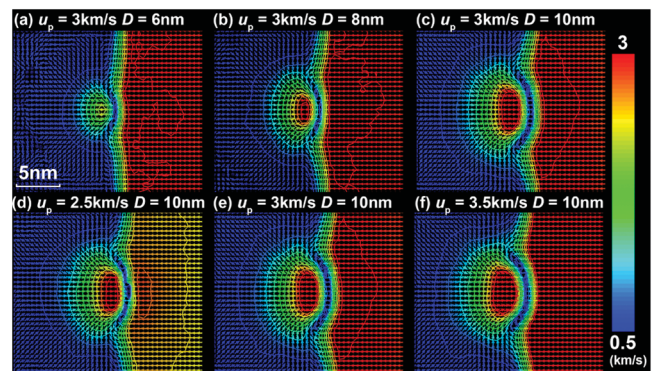 (a) uₚ = 3km/s D = 6nm
(b) uₚ = 3km/s D = 8nm
(c) uₚ = 3km/s D = 10nm
3
5nm
(d) uₚ = 2.5km/s D = 10nm
(e) uₚ = 3km/s D = 10nm
(f) uₚ = 3.5km/s D = 10nm
0.5
(km/s)